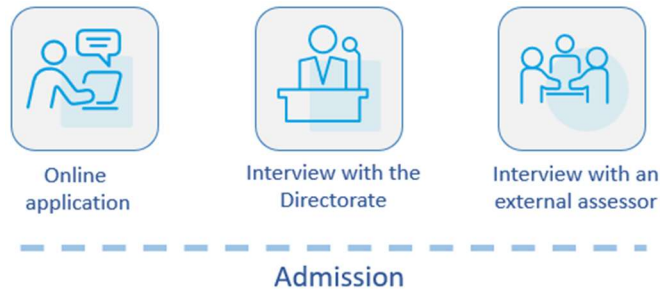 Online
application
Interview with the
Directorate
Interview with an
external assessor
Admission